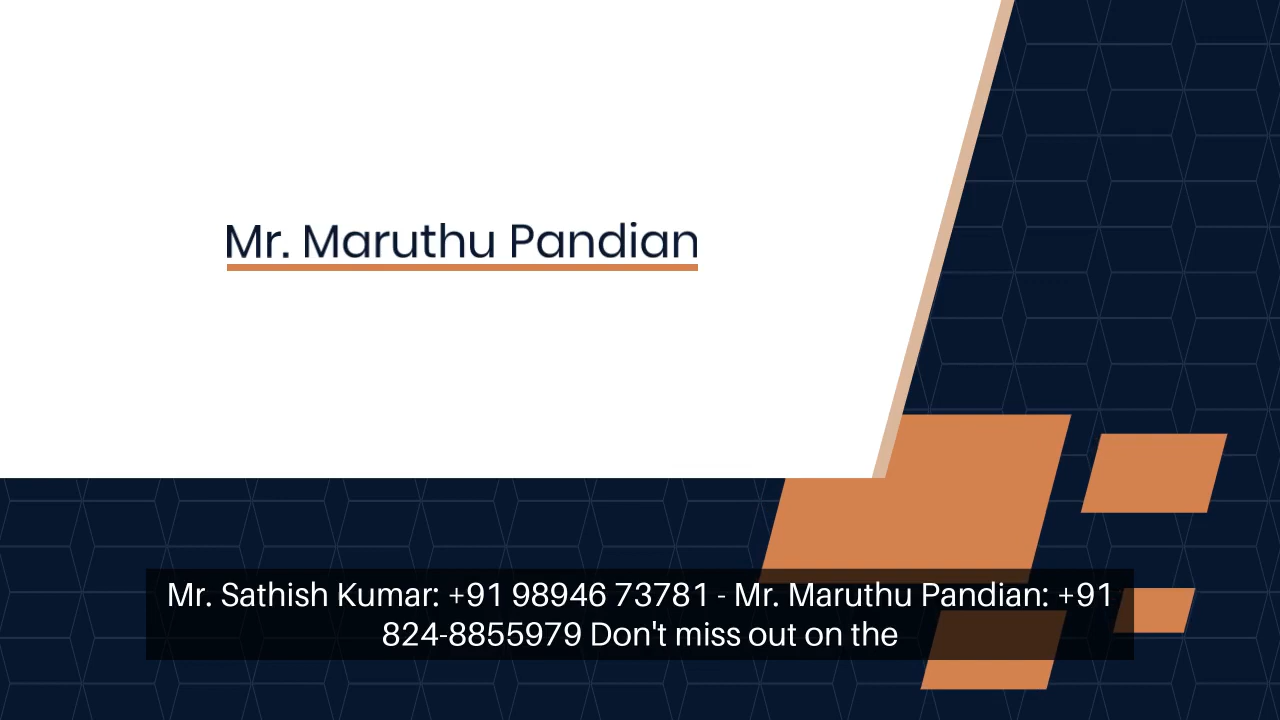 Mr. Maruthu Pandian
Mr. Sathish Kumar: +91 98946 73781 - Mr. Maruthu Pandian: +91
824-8855979 Don't miss out on the